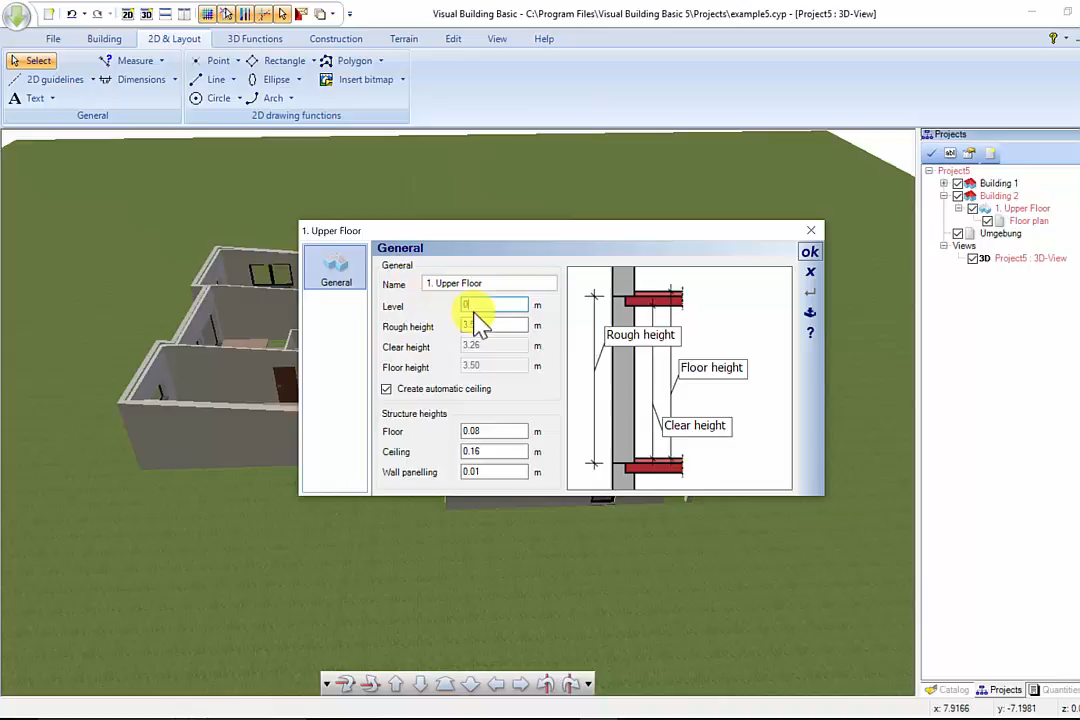 2D 3D Visual Building Basic - C:\Program Files\Visual Building Basic 5\Projects\example5.cyp - [Project5 : 3D-View]
File Building 2D & Layout 3D Functions Construction Terrain Edit View Help ?
Select Measure Point Rectangle Polygon
2D guidelines Dimensions Line Ellipse Insert bitmap
A Text Circle Arch
General 2D drawing functions
Projects
abl
Project5
Building 1
Building 2
1. Upper Floor
Floor plan
Umgebung
Views
3D Project5 : 3D-View
1. Upper Floor
General
General
General
Name 1. Upper Floor
Level 0 m
Rough height m
Clear height 3.26 m
Floor height 3.50 m
Create automatic ceiling
Structure heights
Floor 0.08 m
Ceiling 0.16 m
Wall panelling 0.01 m
Rough height
Floor height
Clear height
ok
x
?
Catalog Projects Quantities
x: 7.9166 y: -7.1981